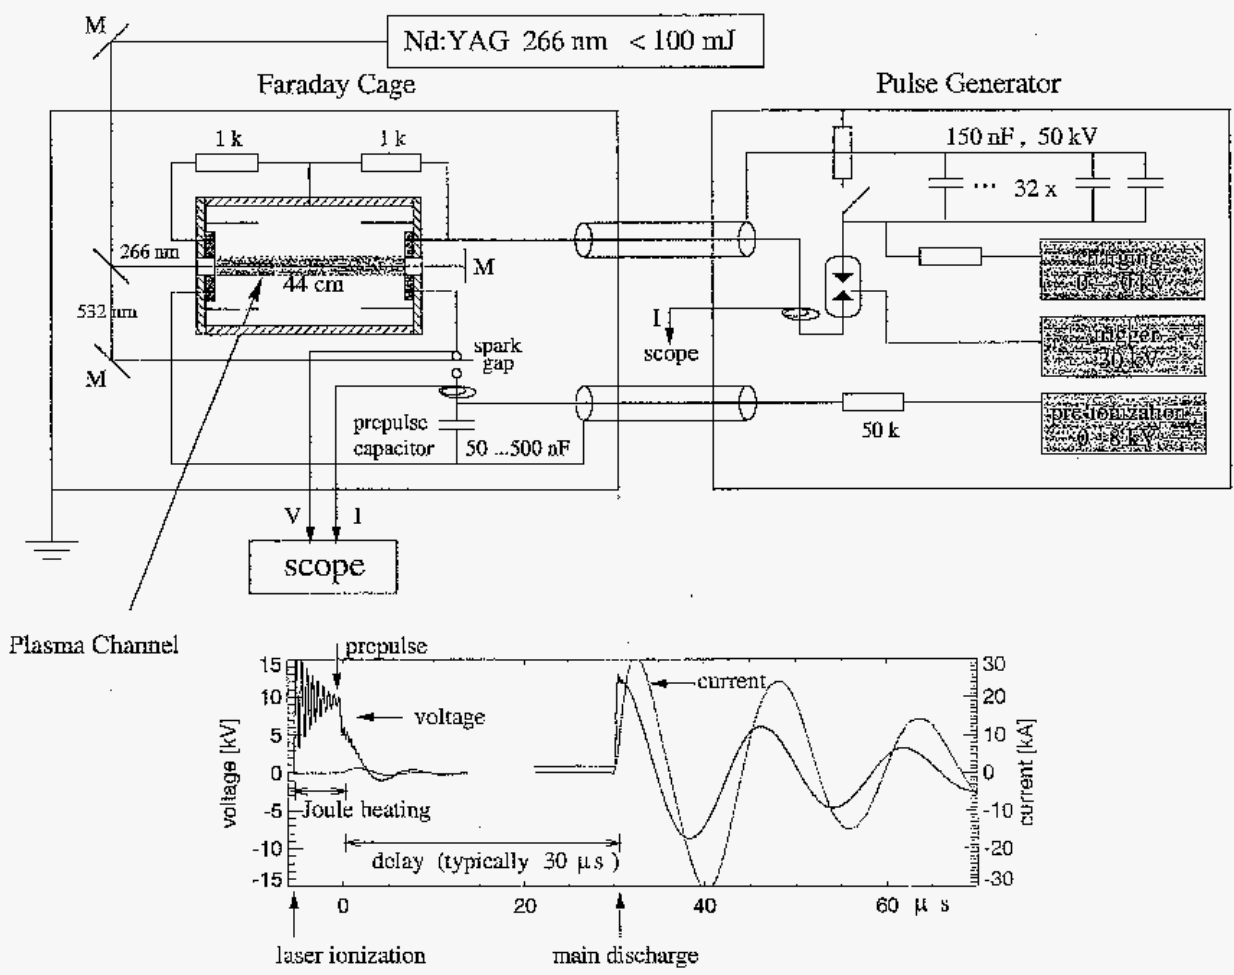 M
Nd:YAG 266 nm < 100 mJ
Faraday Cage
Pulse Generator
1 k
1 k
150 nF , 50 kV
... 32 x
266 nm
M
44 cm
charging
532 nm
I
scope
trigger
30 kV
M
spark
gap
prepulse
capacitor
50 ...500 nF
50 k
pre-ionization
0 - 8 kV
V
I
scope
Plasma Channel
prepulse
current
voltage
voltage [kV]
15
10
5
0
-5
-10
-15
current [kA]
30
20
10
0
-10
-20
-30
Joule heating
delay (typically 30 μs )
0
20
40
60
μ s
laser ionization
main discharge